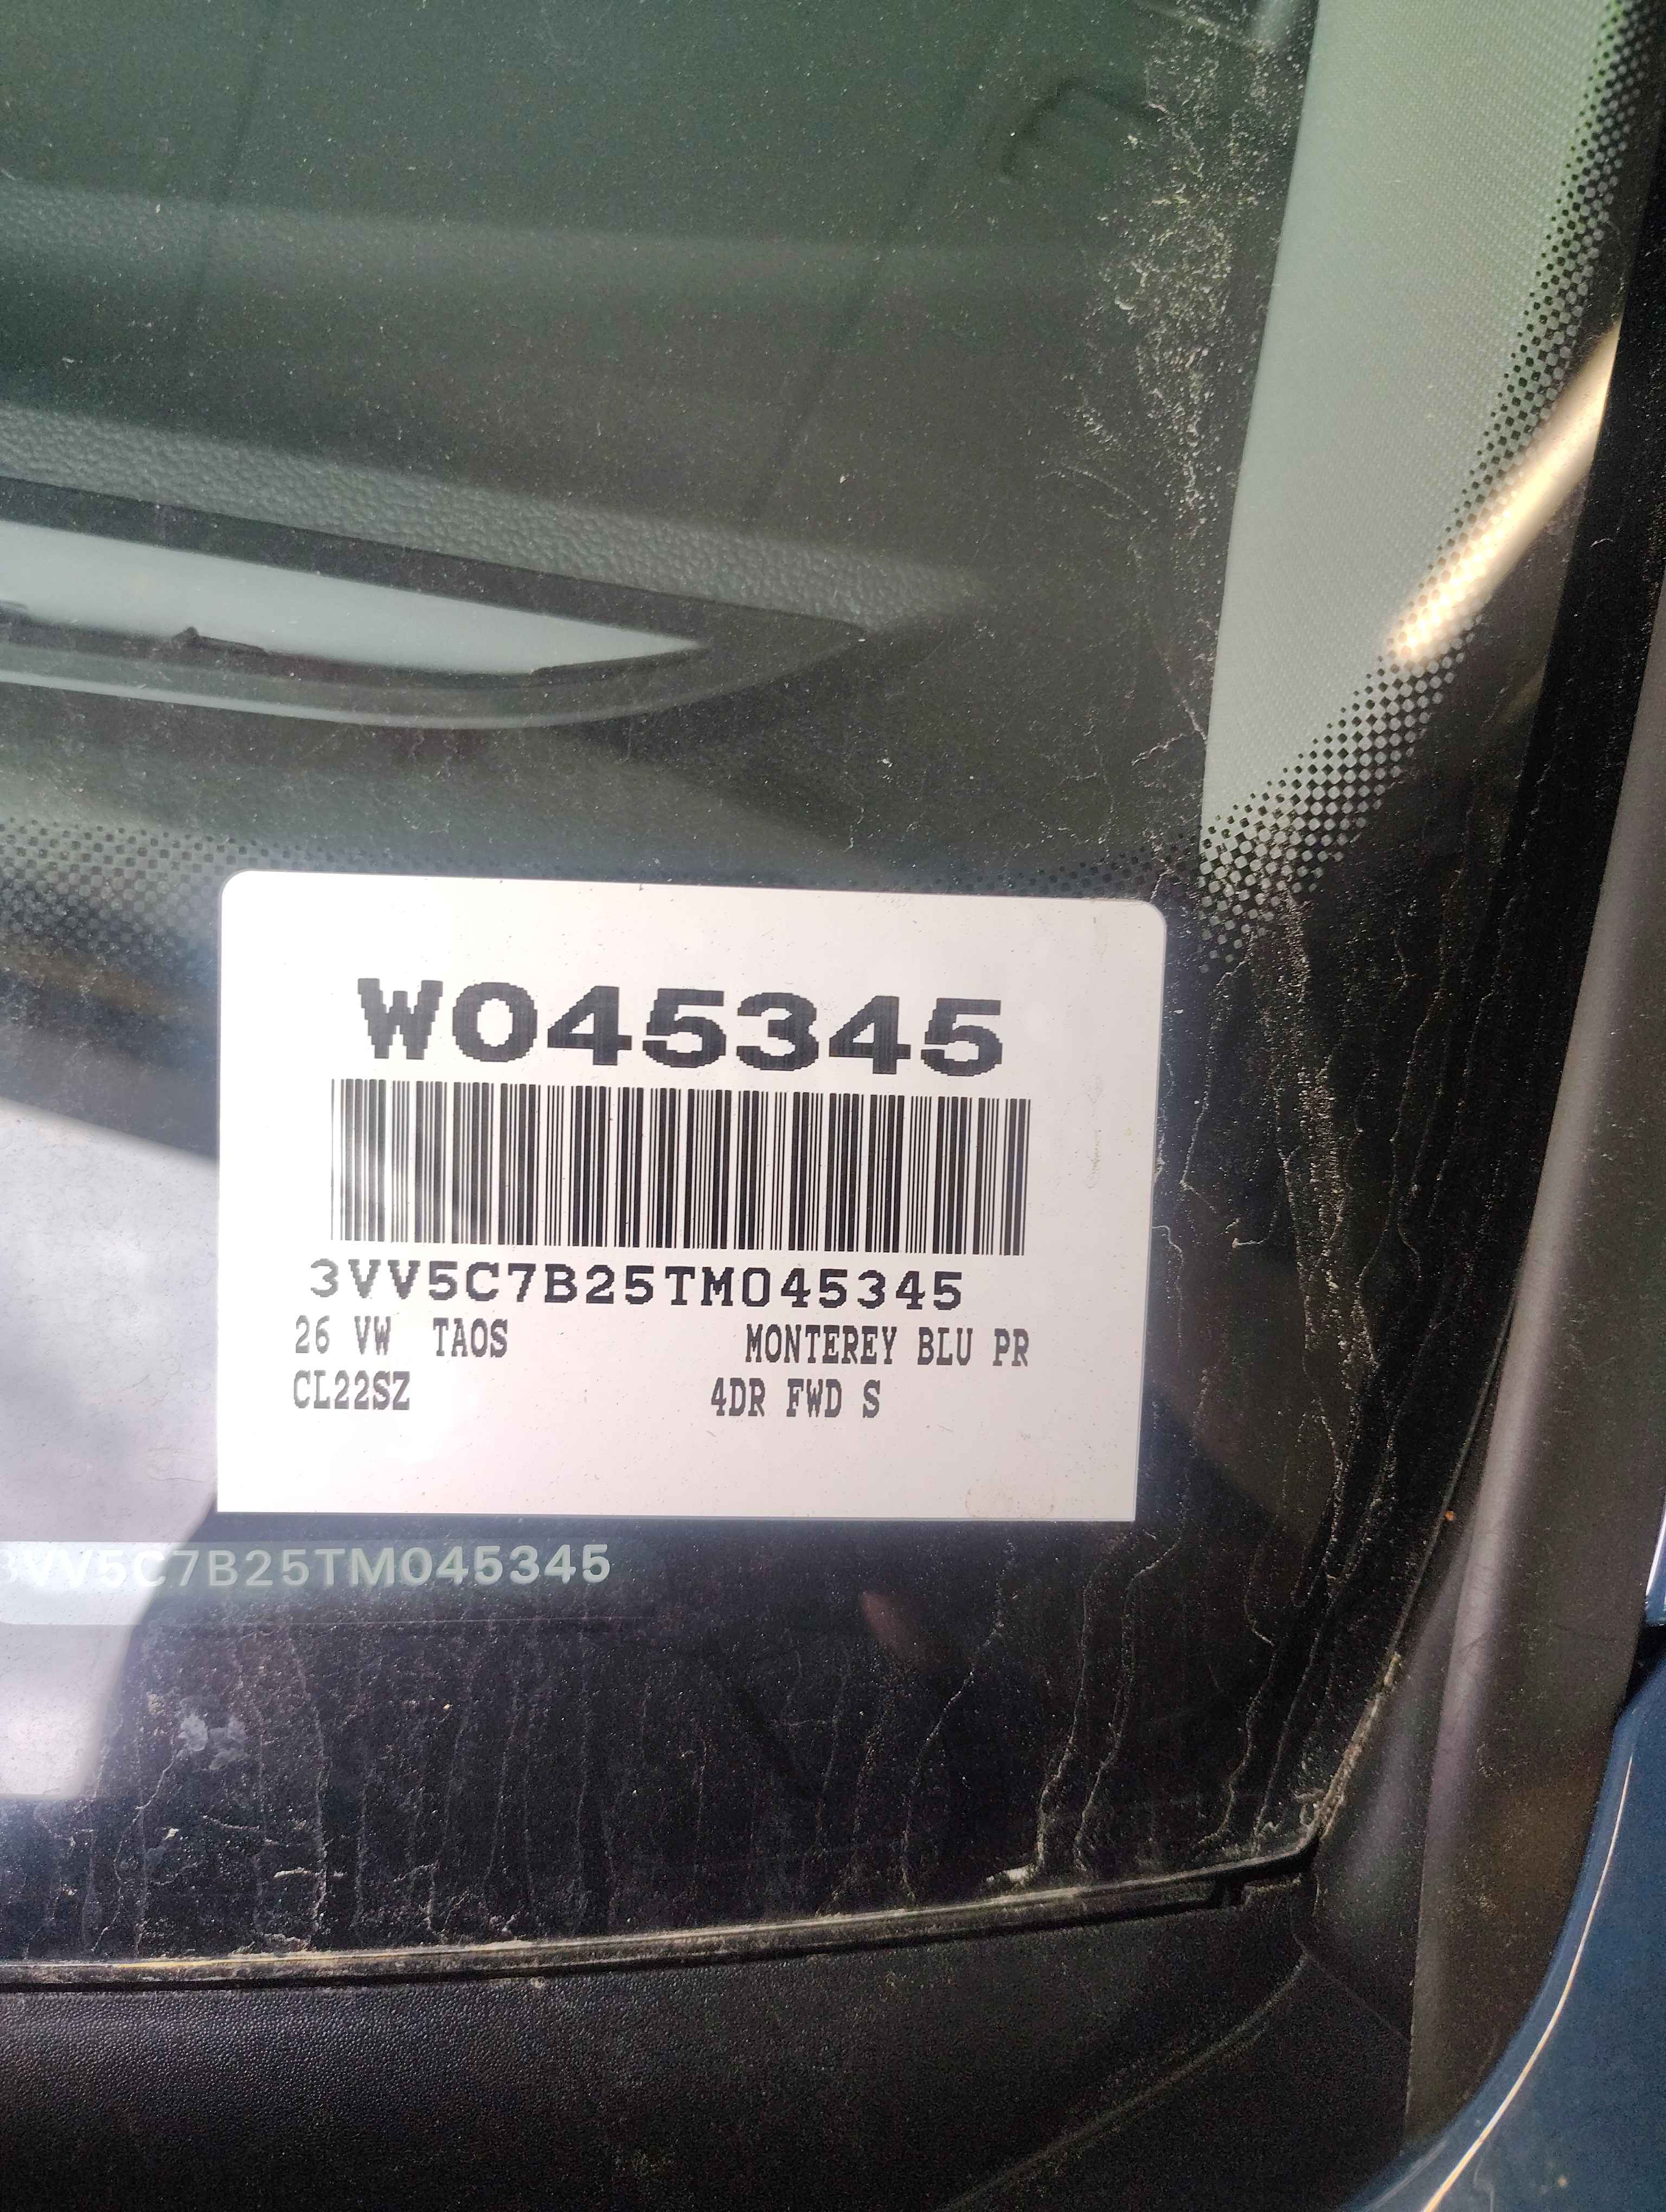 W045345
3VV5C7B25TM045345
26 VW TAOS MONTEREY BLU PR
CL22SZ 4DR FWD S
3VV5C7B25TM045345